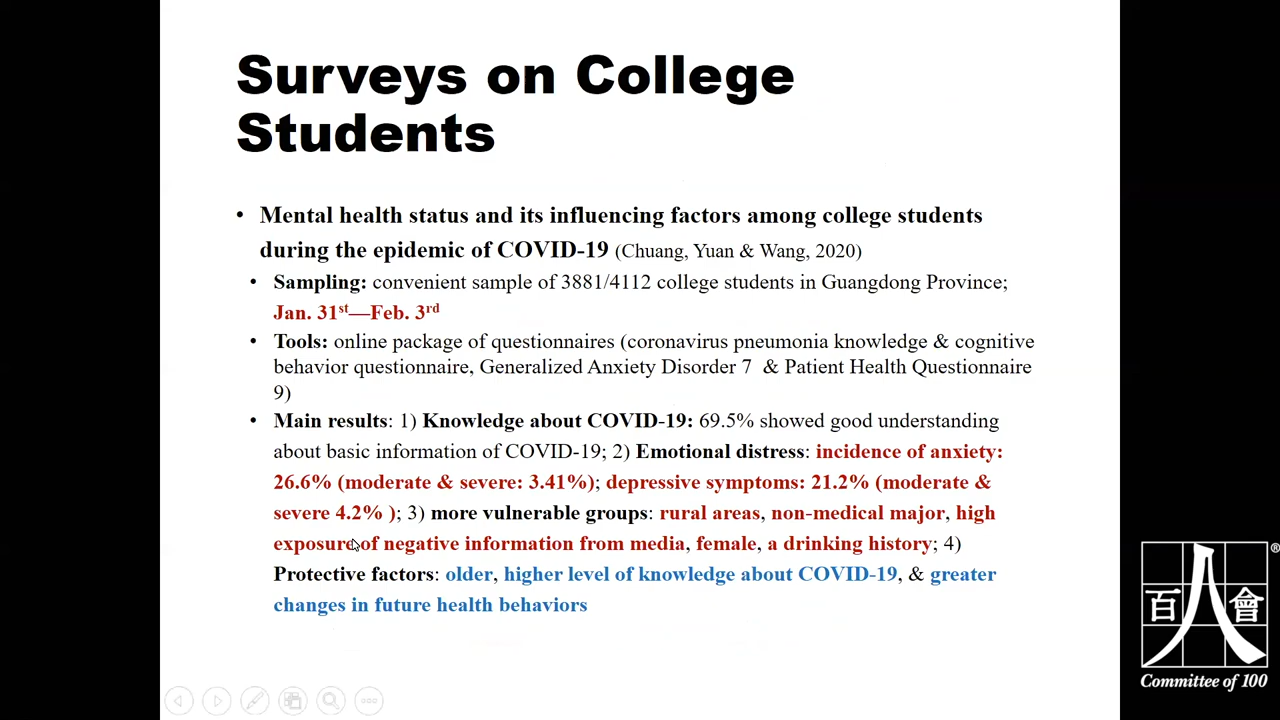 Surveys on College
Students
• Mental health status and its influencing factors among college students
during the epidemic of COVID-19 (Chuang, Yuan & Wang, 2020)
• Sampling: convenient sample of 3881/4112 college students in Guangdong Province;
Jan. 31st—Feb. 3rd
• Tools: online package of questionnaires (coronavirus pneumonia knowledge & cognitive
behavior questionnaire, Generalized Anxiety Disorder 7 & Patient Health Questionnaire
9)
• Main results: 1) Knowledge about COVID-19: 69.5% showed good understanding
about basic information of COVID-19; 2) Emotional distress: incidence of anxiety:
26.6% (moderate & severe: 3.41%); depressive symptoms: 21.2% (moderate &
severe 4.2% ); 3) more vulnerable groups: rural areas, non-medical major, high
exposure of negative information from media, female, a drinking history; 4)
Protective factors: older, higher level of knowledge about COVID-19, & greater
changes in future health behaviors
百人會®
Committee of 100